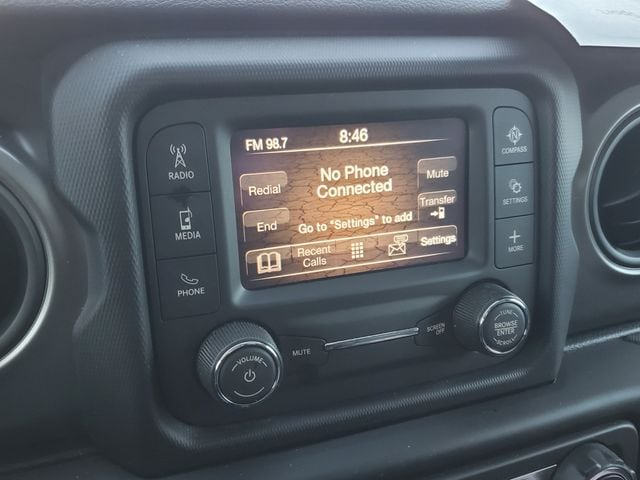 FM 98.7
8:46
No Phone
Connected
Redial
Mute
End
Transfer
Go to "Settings" to add
Recent
Calls
Settings
RADIO
MEDIA
PHONE
N
COMPASS
SETTINGS
MORE
VOLUME
MUTE
SCREEN
OFF
TUNE
BROWSE
ENTER
SCROLL